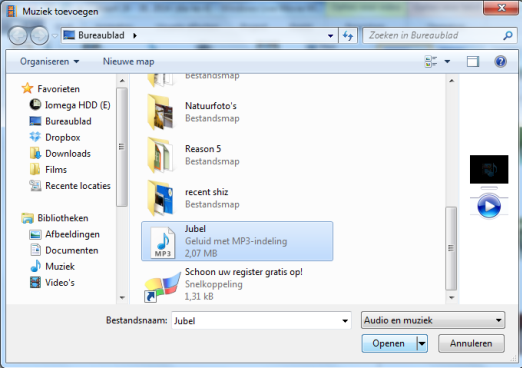 Muziek toevoegen
Bureaublad
Zoeken in Bureaublad
Organiseren
Nieuwe map
Favorieten
Iomega HDD (E)
Bureaublad
Dropbox
Downloads
Films
Recente locaties
Bibliotheken
Afbeeldingen
Documenten
Muziek
Video's
Bestandsmap
Natuurfoto's
Bestandsmap
Reason 5
Bestandsmap
recent shiz
Bestandsmap
MP3
Jubel
Geluid met MP3-indeling
2,07 MB
Schoon uw register gratis op!
Snelkoppeling
1,31 kB
Bestandsnaam: Jubel
Audio en muziek
Openen
Annuleren